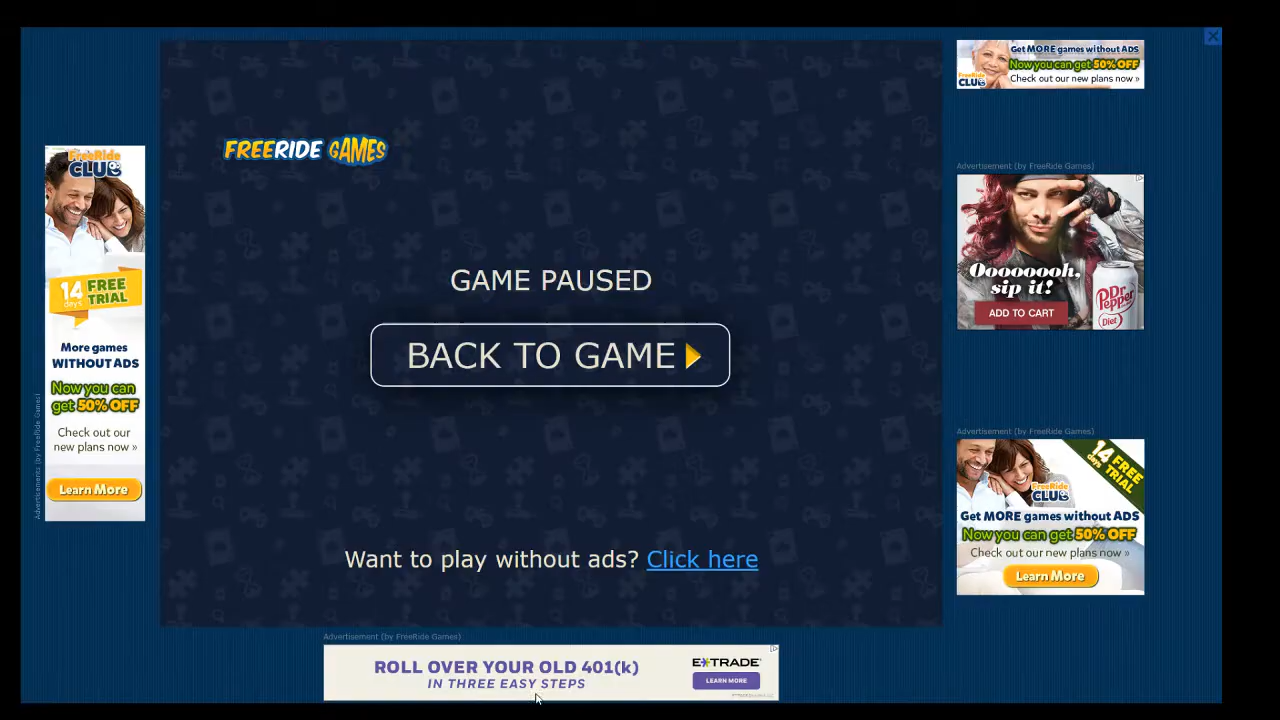 FREERIDE GAMES
GAME PAUSED
BACK TO GAME
Want to play without ads? Click here
FreeRide
CLUB
14 days FREE
TRIAL
More games
WITHOUT ADS
Now you can
get 50% OFF
Check out our
new plans now »
Learn More
Advertisements (by FreeRide Games)
Get MORE games without ADS
Now you can get 50% OFF
Check out our new plans now »
FreeRide
CLUB
Advertisement (by FreeRide Games)
Ooooooh,
sip it!
ADD TO CART
Dr
Pepper
Diet
Advertisement (by FreeRide Games)
14 days FREE TRIAL
FreeRide
CLUB
Get MORE games without ADS
Now you can get 50% OFF
Check out our new plans now »
Learn More
Advertisement (by FreeRide Games)
ROLL OVER YOUR OLD 401(k)
IN THREE EASY STEPS
E*TRADE
LEARN MORE